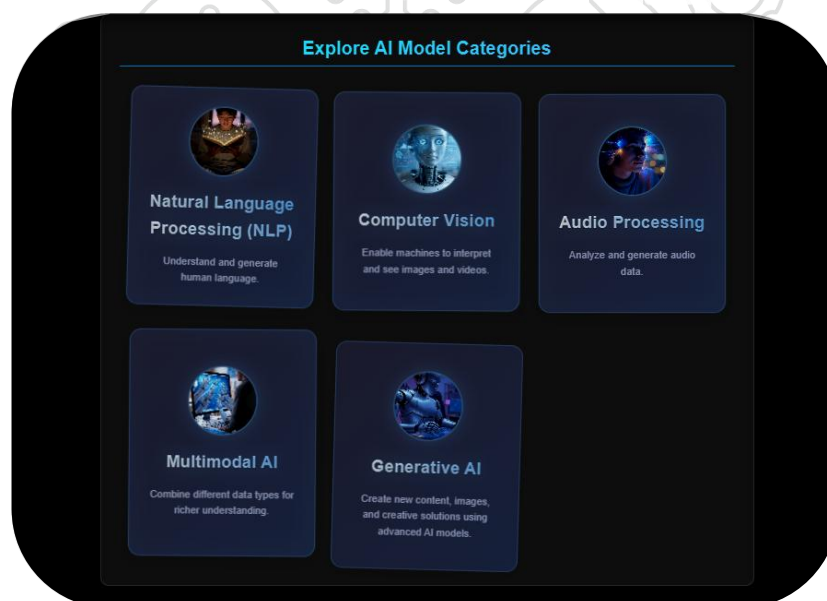 Explore AI Model Categories
Natural Language
Processing (NLP)
Understand and generate
human language.
Computer Vision
Enable machines to interpret
and see images and videos.
Audio Processing
Analyze and generate audio
data.
Multimodal AI
Combine different data types for
richer understanding.
Generative AI
Create new content, images,
and creative solutions using
advanced AI models.